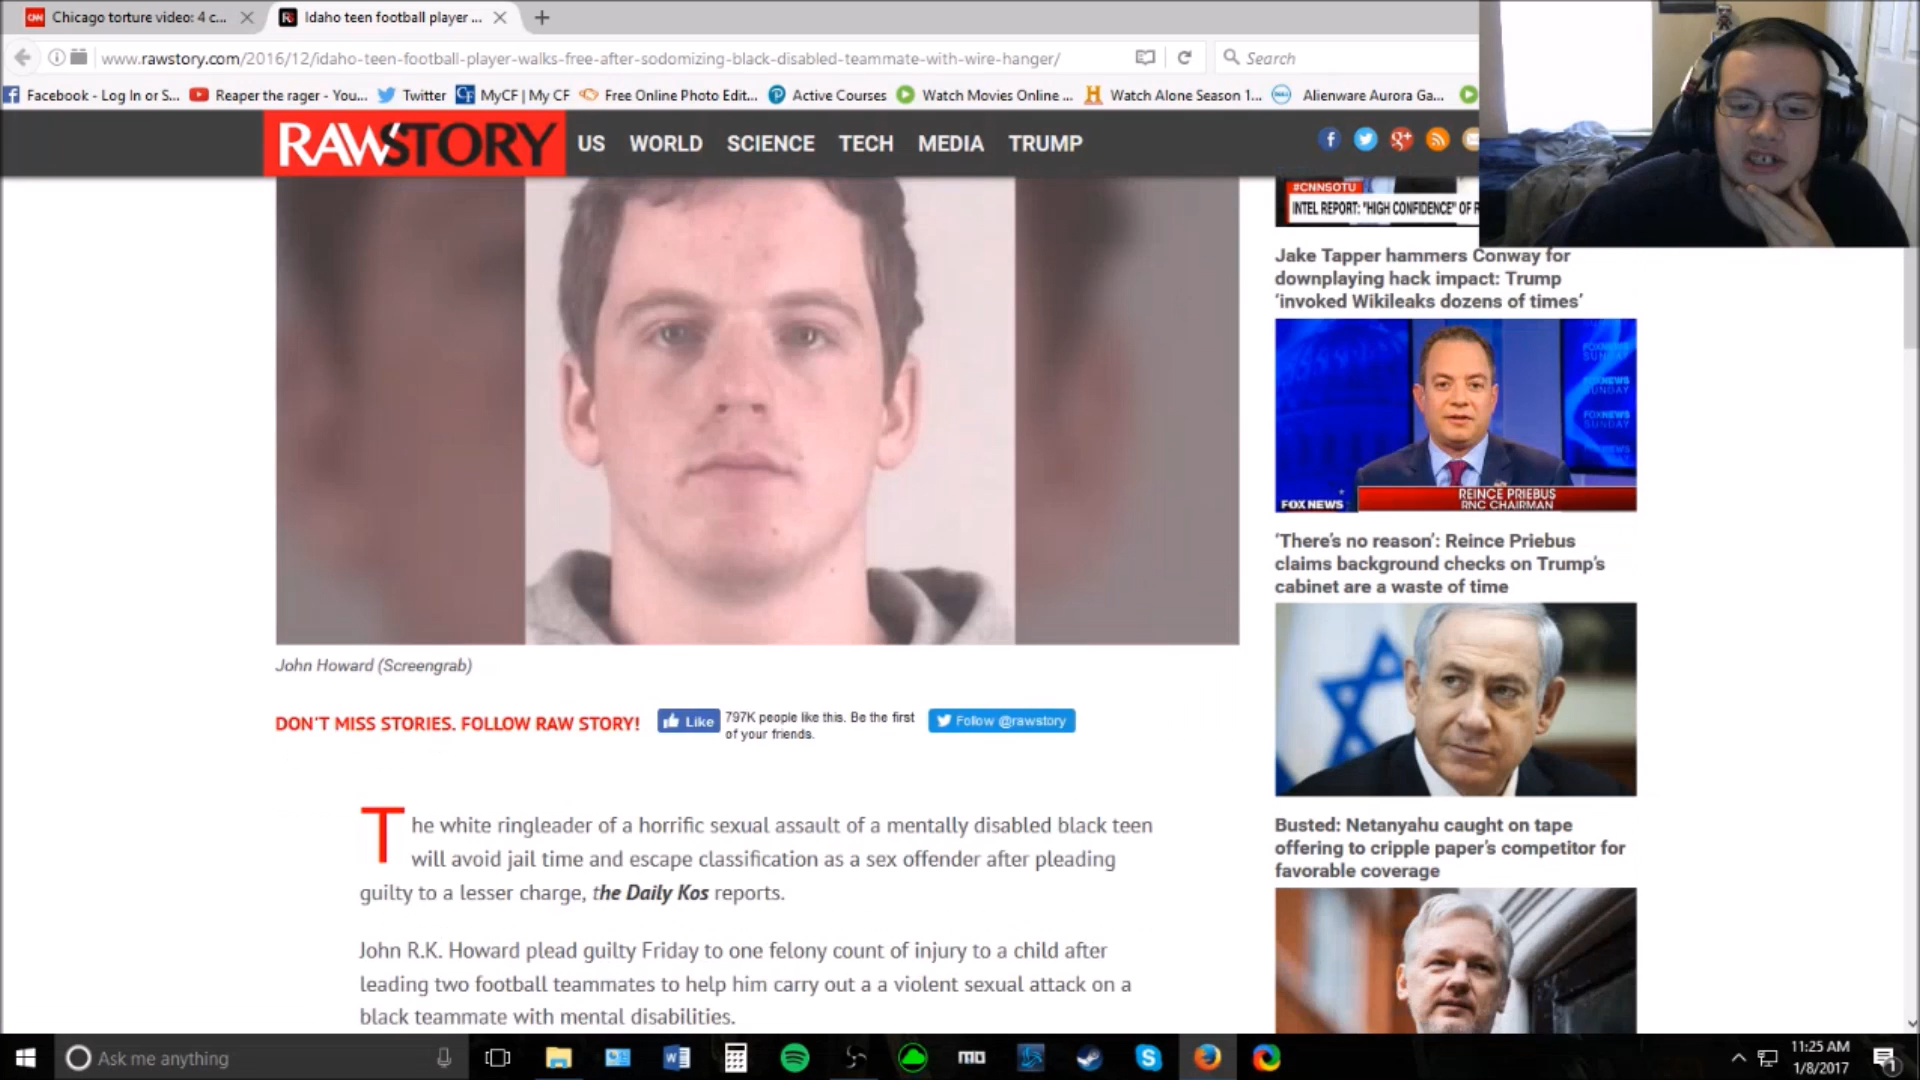 Chicago torture video: 4 c...
Idaho teen football player ...
www.rawstory.com/2016/12/idaho-teen-football-player-walks-free-after-sodomizing-black-disabled-teammate-with-wire-hanger/
Search
Facebook - Log In or S...
Reaper the rager - You...
Twitter
MyCF | My CF
Free Online Photo Edit...
Active Courses
Watch Movies Online ...
Watch Alone Season 1...
Alienware Aurora Ga...
RAWSTORY
US WORLD SCIENCE TECH MEDIA TRUMP
#CNNSOTU
INTEL REPORT: "HIGH CONFIDENCE" OF R
Jake Tapper hammers Conway for
downplaying hack impact: Trump
‘invoked Wikileaks dozens of times’
FOX NEWS
REINCE PRIEBUS
RNC CHAIRMAN
‘There’s no reason’: Reince Priebus
claims background checks on Trump’s
cabinet are a waste of time
Busted: Netanyahu caught on tape
offering to cripple paper’s competitor for
favorable coverage
John Howard (Screengrab)
DON'T MISS STORIES. FOLLOW RAW STORY!
Like
797K people like this. Be the first
of your friends.
Follow @rawstory
The white ringleader of a horrific sexual assault of a mentally disabled black teen
will avoid jail time and escape classification as a sex offender after pleading
guilty to a lesser charge, the Daily Kos reports.
John R.K. Howard plead guilty Friday to one felony count of injury to a child after
leading two football teammates to help him carry out a a violent sexual attack on a
black teammate with mental disabilities.
Ask me anything
11:25 AM
1/8/2017